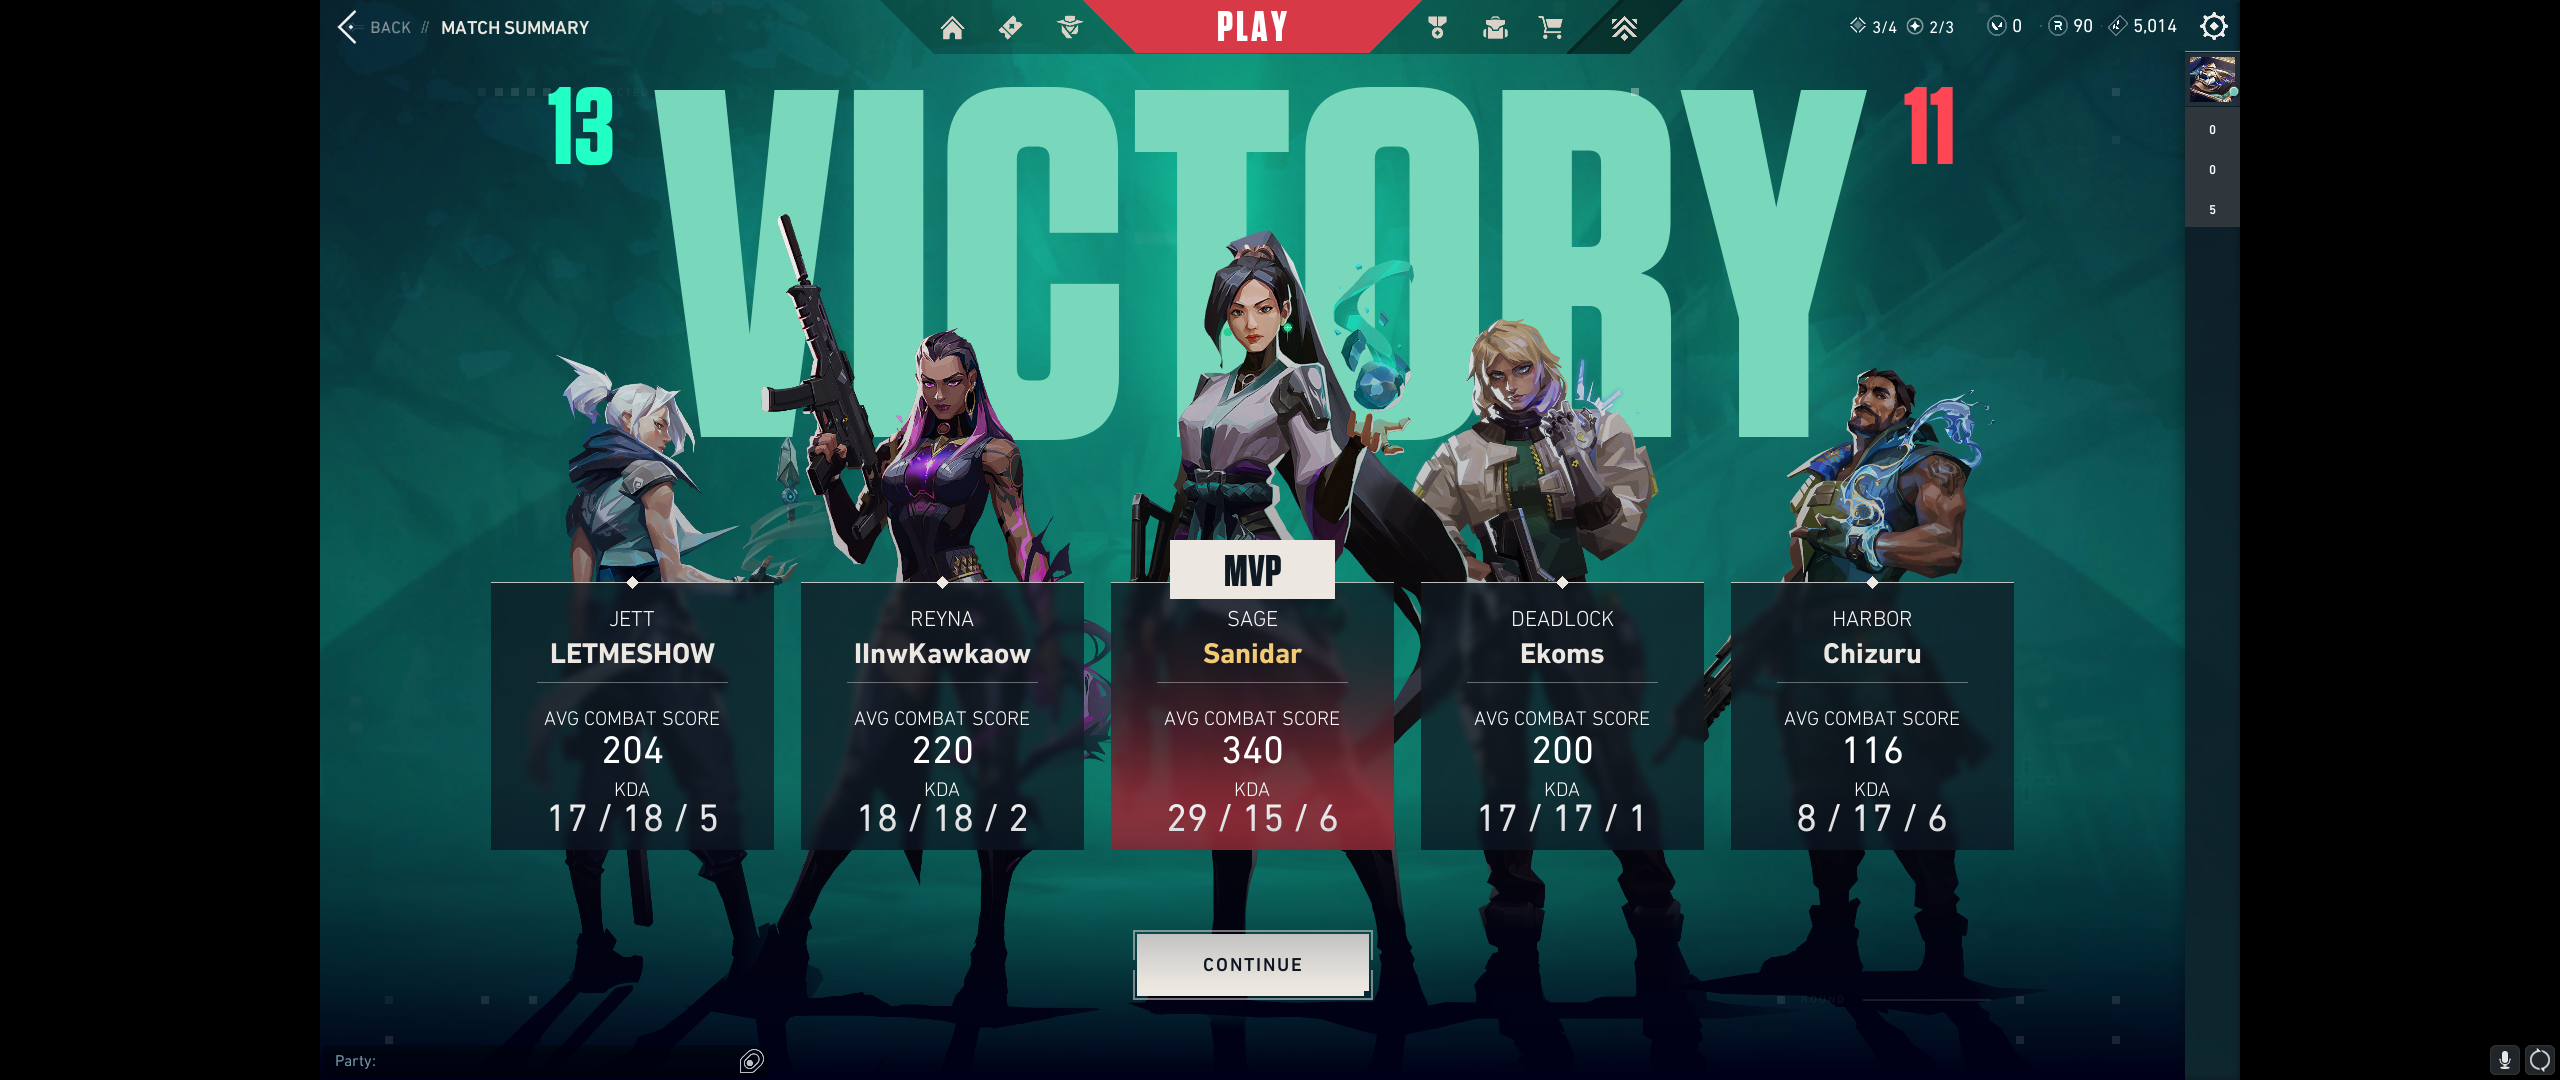 BACK // MATCH SUMMARY
PLAY
3/4 2/3 0 90 5,014
13
VICTORY
11
0
0
5
MVP
JETT
LETMESHOW
AVG COMBAT SCORE
204
KDA
17 / 18 / 5
REYNA
IInwKawkaow
AVG COMBAT SCORE
220
KDA
18 / 18 / 2
SAGE
Sanidar
AVG COMBAT SCORE
340
KDA
29 / 15 / 6
DEADLOCK
Ekoms
AVG COMBAT SCORE
200
KDA
17 / 17 / 1
HARBOR
Chizuru
AVG COMBAT SCORE
116
KDA
8 / 17 / 6
CONTINUE
ROUND
Party: